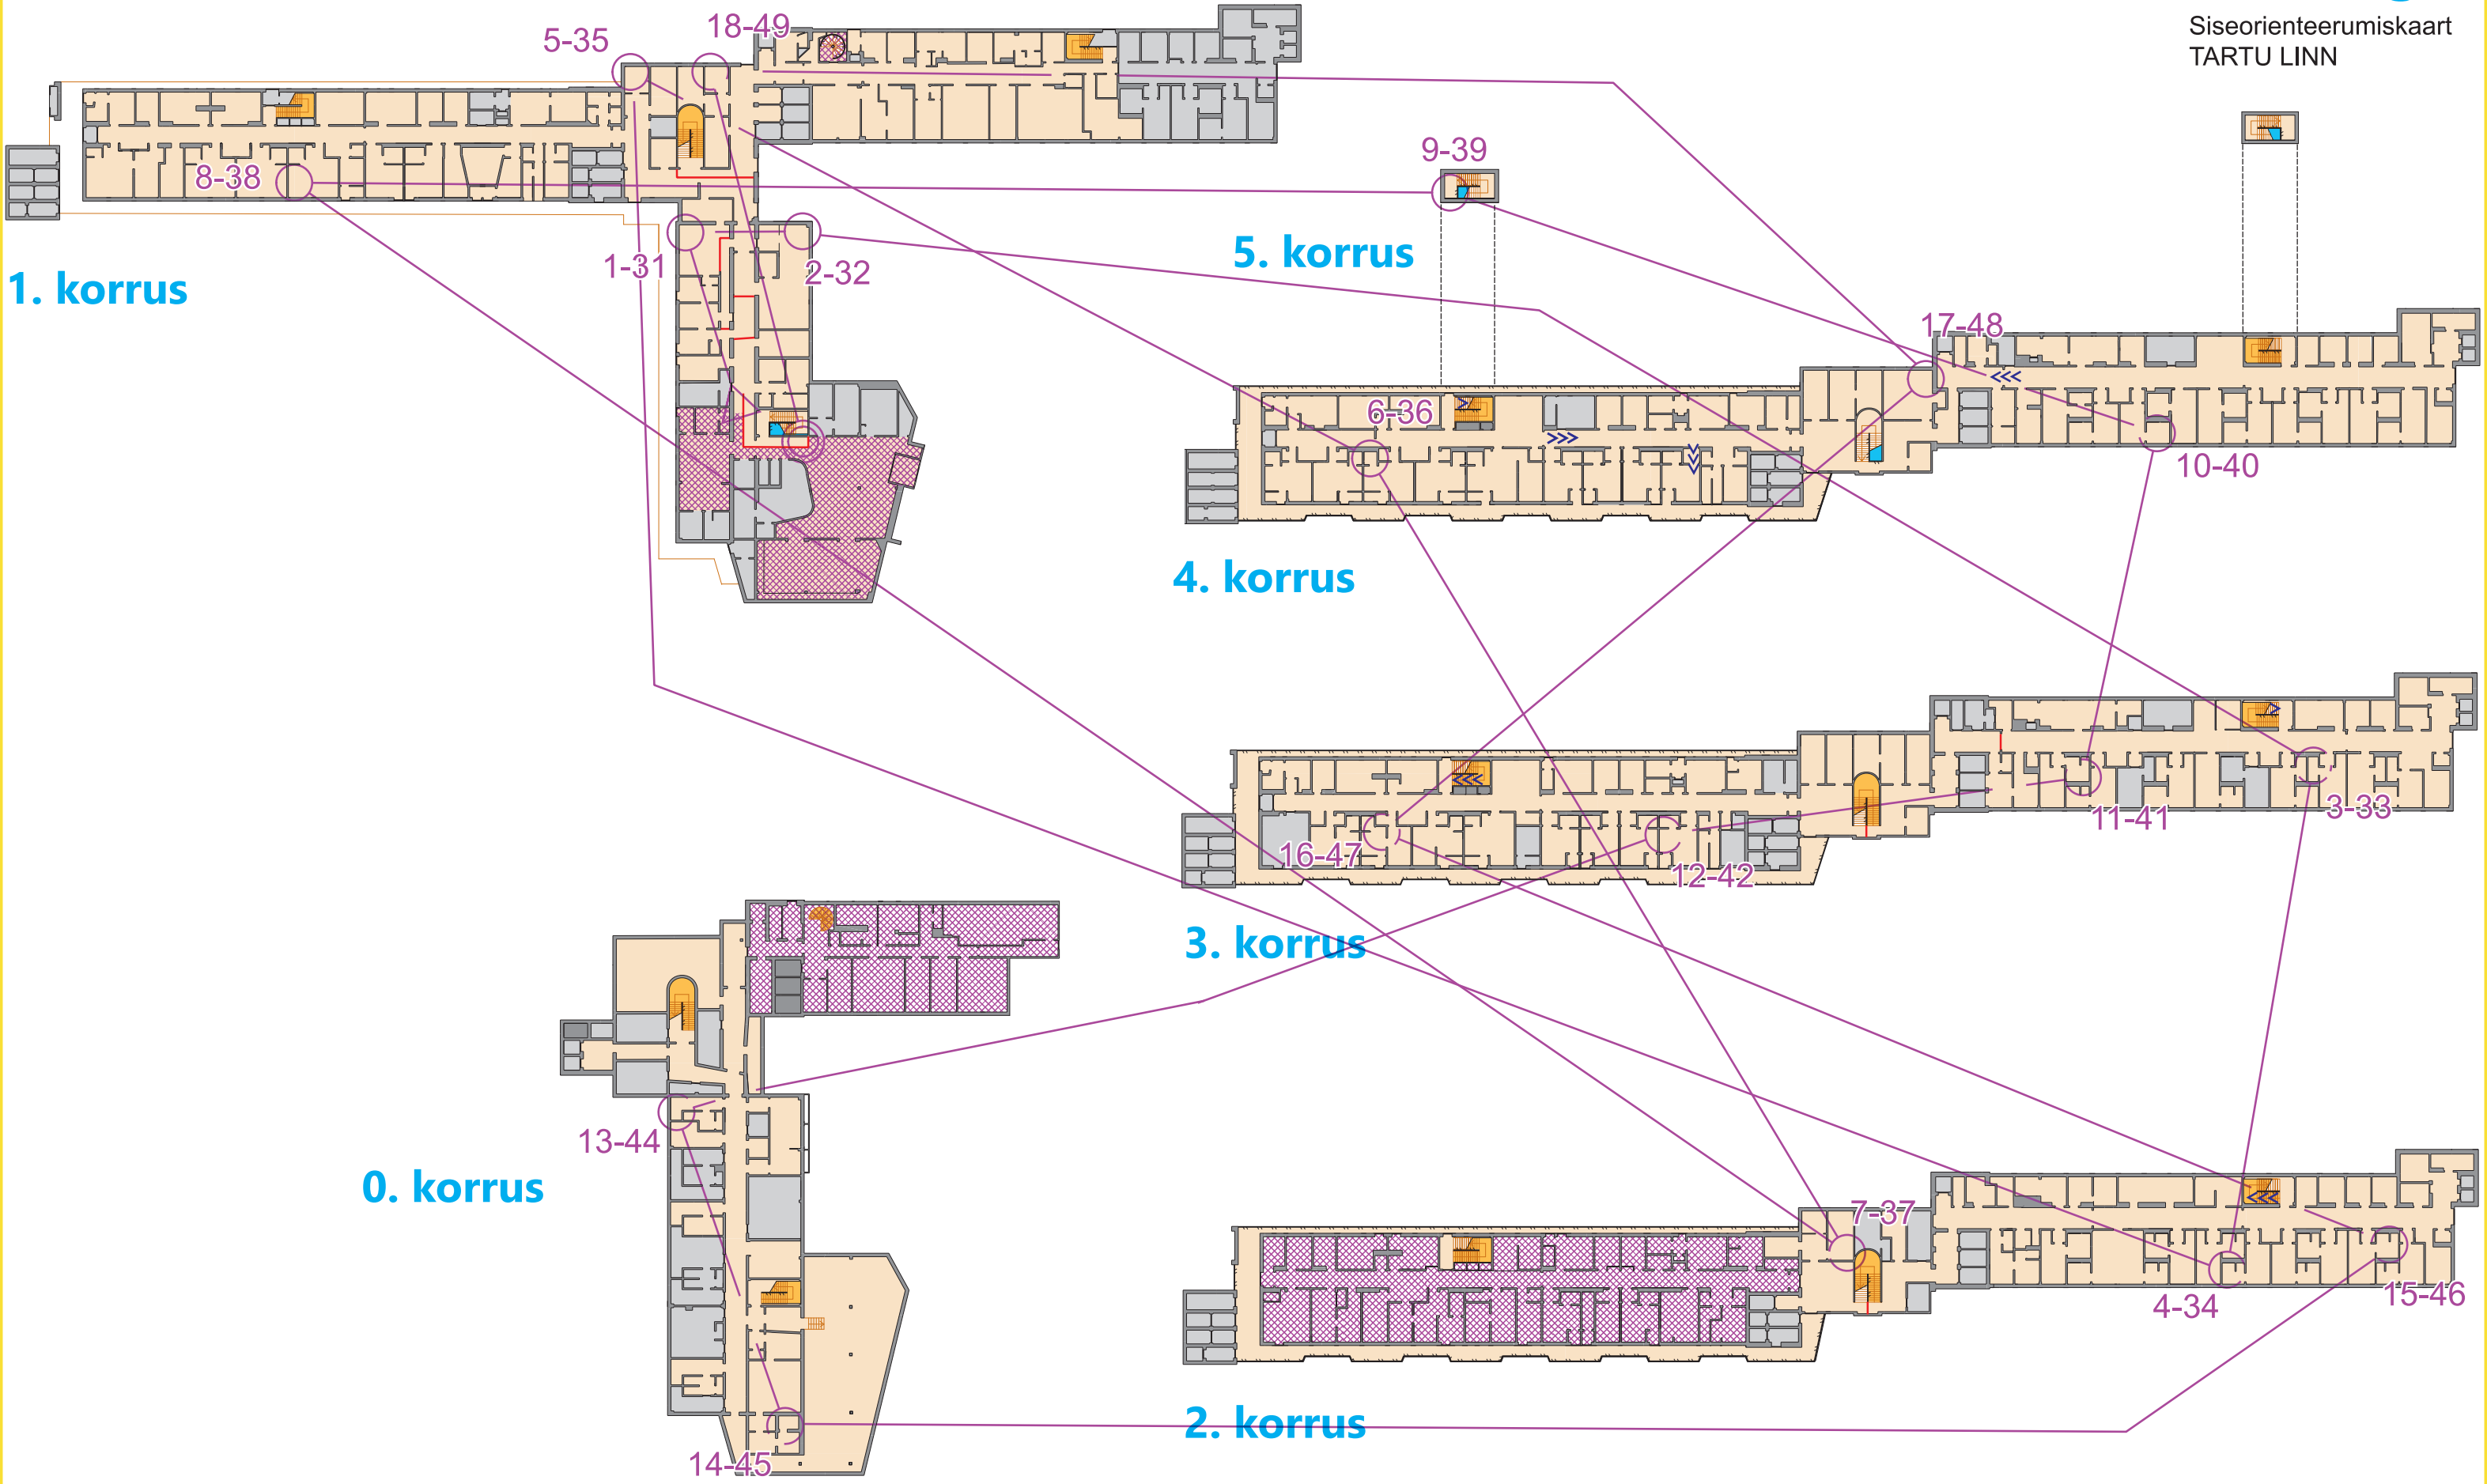 Siseorienteerumiskaart
TARTU LINN
5-35
18-49
9-39
8-38
5. korrus
1-31
2-32
1. korrus
17-48
6-36
10-40
4. korrus
3-33
11-41
16-47
12-42
3. korrus
13-44
0. korrus
7-37
15-46
4-34
2. korrus
14-45